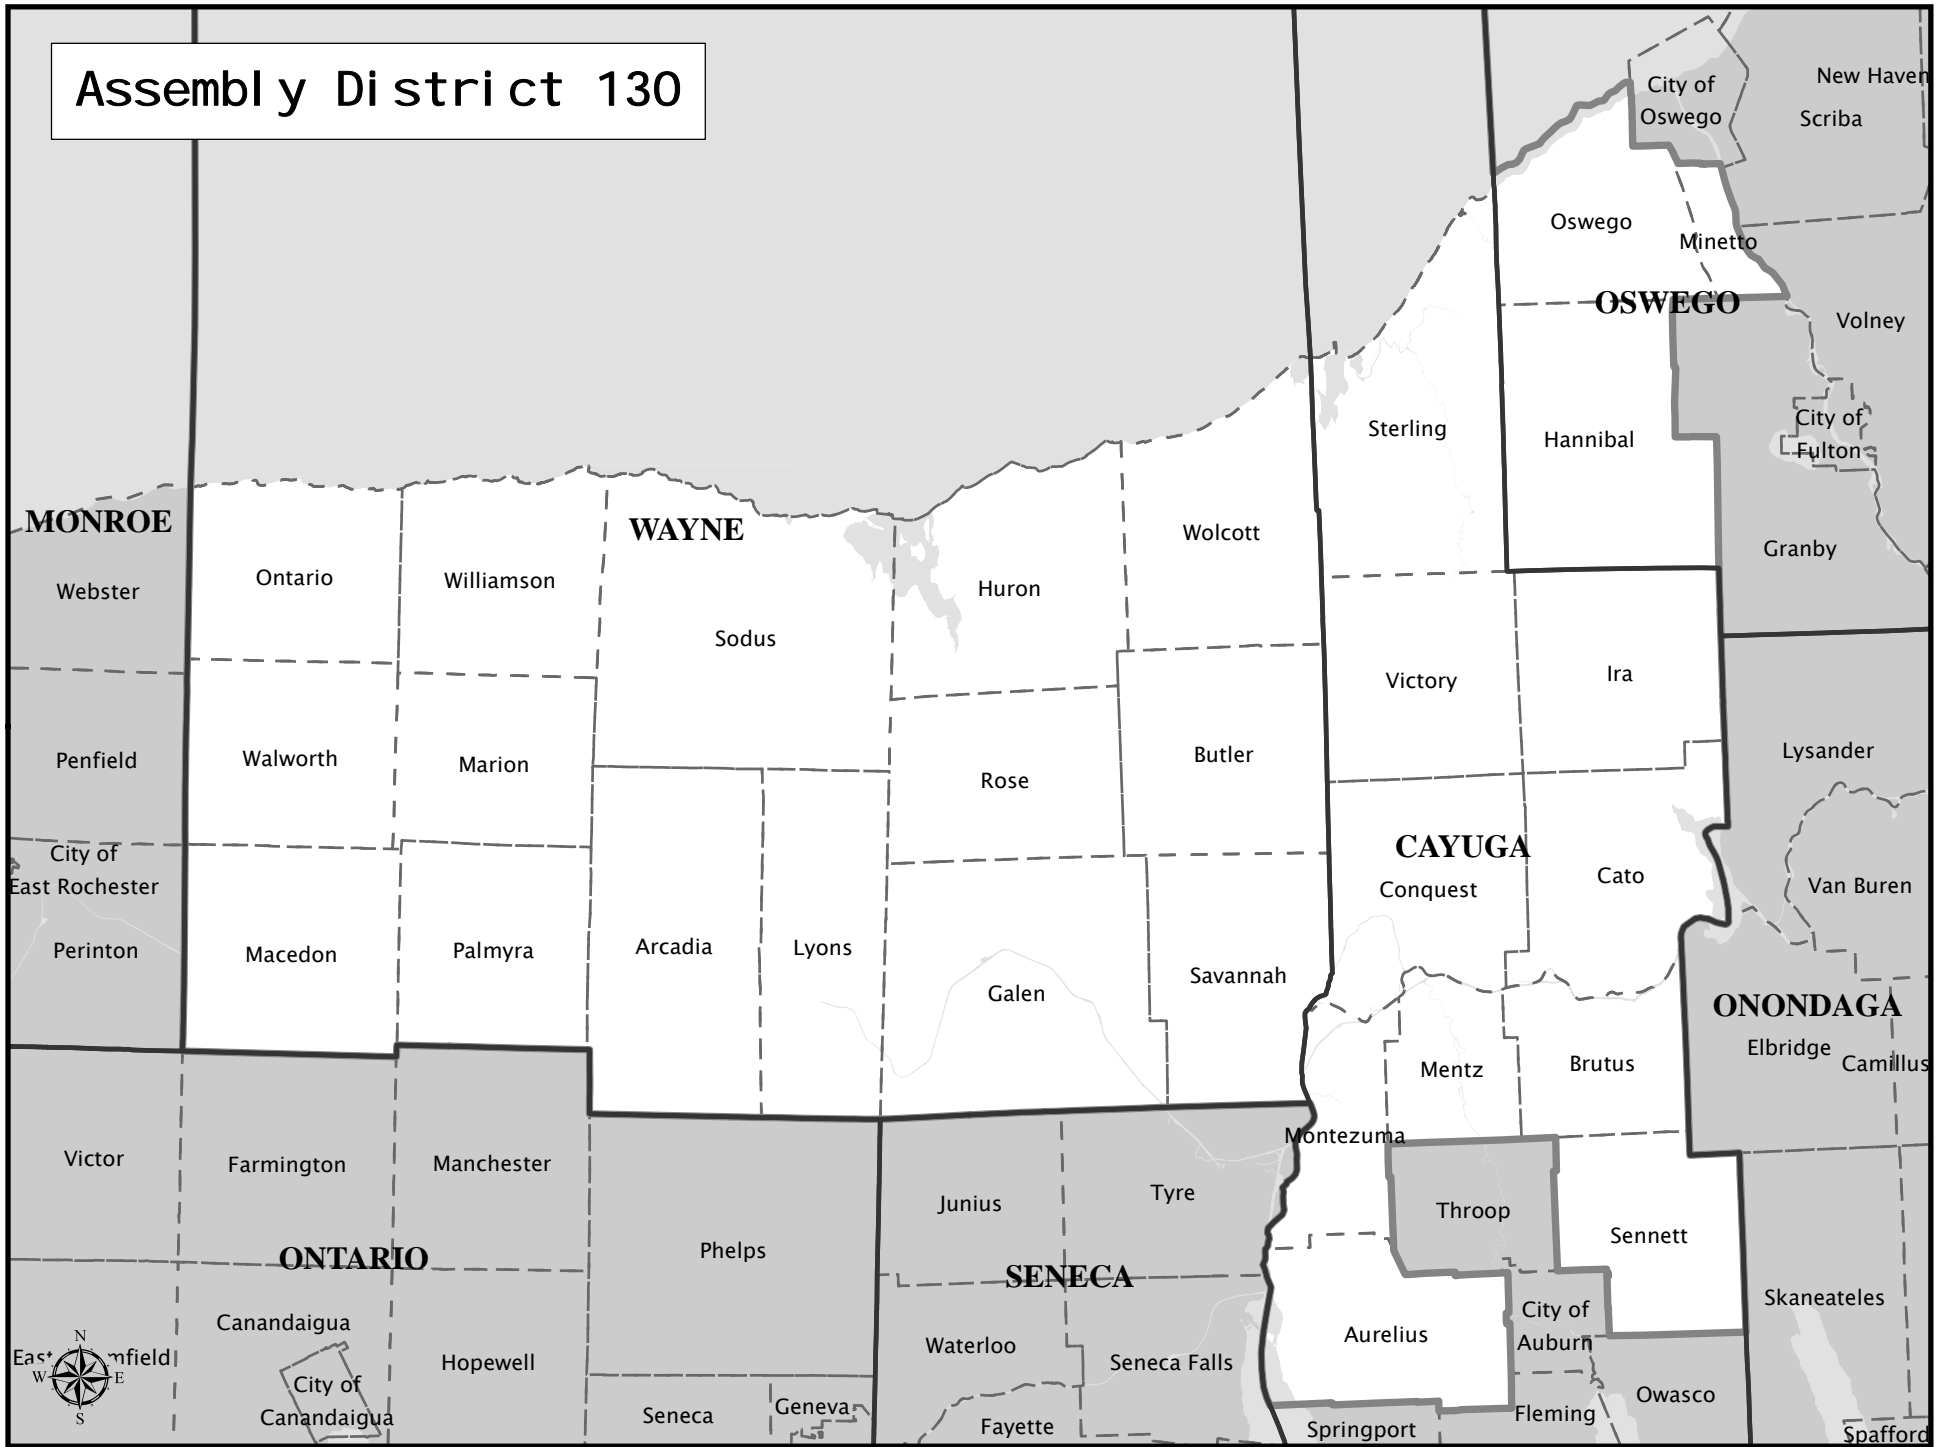 Assembly District 130
City of
Oswego
New Haven
Scriba
Oswego
Minetto
OSWEGO
Volney
City of
Fulton
Sterling
Hannibal
Granby
MONROE
WAYNE
Webster
Ontario
Williamson
Sodus
Huron
Wolcott
Victory
Ira
Penfield
Walworth
Marion
Rose
Butler
Lysander
City of
East Rochester
CAYUGA
Conquest
Cato
Van Buren
Perinton
Macedon
Palmyra
Arcadia
Lyons
Galen
Savannah
ONONDAGA
Elbridge
Camillus
Mentz
Brutus
Montezuma
Victor
Farmington
Manchester
Phelps
Junius
Tyre
Throop
Sennett
ONTARIO
SENECA
Canandaigua
Skaneateles
City of
Auburn
Waterloo
Seneca Falls
Aurelius
East mfield
N
W E
S
Hopewell
City of
Canandaigua
Seneca
Geneva
Fayette
Springport
Fleming
Owasco
Spafford